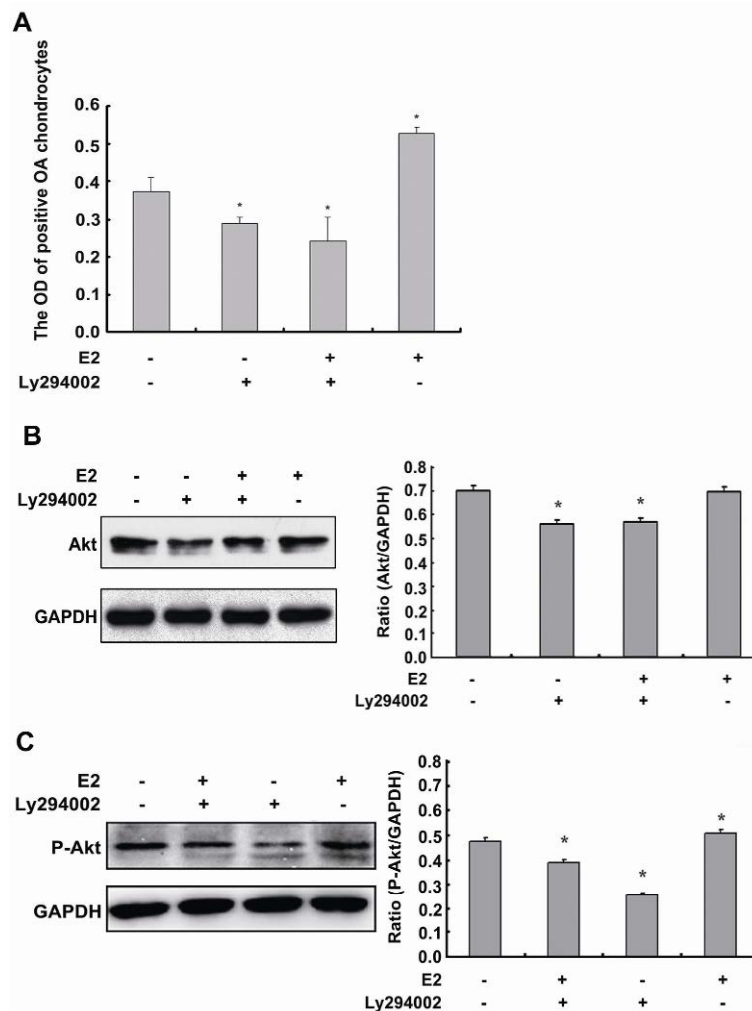 A
The OD of positive OA chondrocytes
0.6
0.5
0.4
0.3
0.2
0.1
0.0
* * *
E2 - - + +
Ly294002 - + + -
B
E2 - - + +
Ly294002 - + + -
Akt
GAPDH
Ratio (Akt/GAPDH)
0.8
0.7
0.6
0.5
0.4
0.3
0.2
0.1
0.0
* *
E2 - - + +
Ly294002 - + + -
C
E2 - + - +
Ly294002 - + + -
P-Akt
GAPDH
Ratio (P-Akt/GAPDH)
0.8
0.7
0.6
0.5
0.4
0.3
0.2
0.1
0.0
* * *
E2 - + - +
Ly294002 - + + -